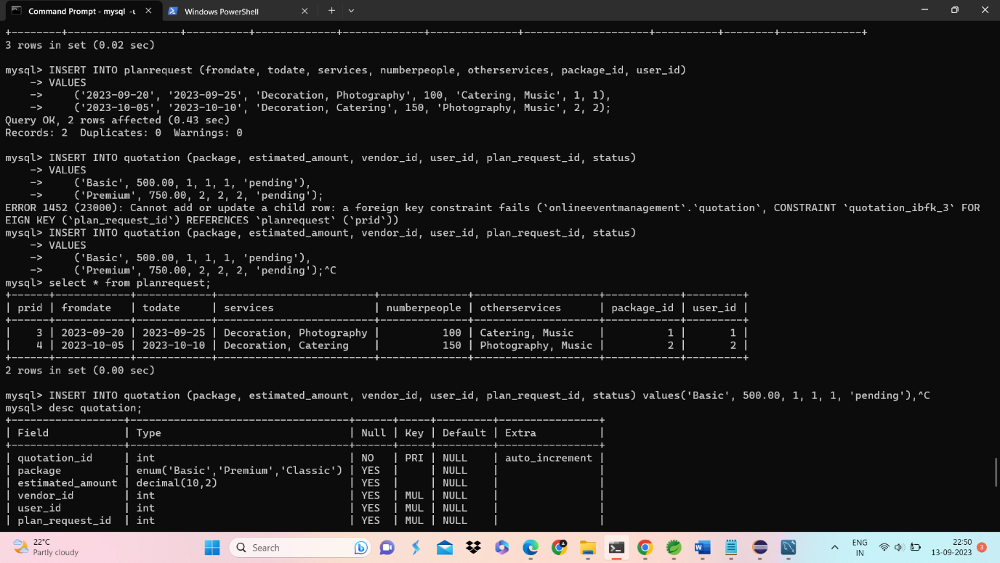 Command Prompt - mysql -u
Windows PowerShell
+--------+-------------------+----------+-------------+-------------+--------------+--------------------+----------+--------+-------------+
3 rows in set (0.02 sec)
mysql> INSERT INTO planrequest (fromdate, todate, services, numberpeople, otherservices, package_id, user_id)
    -> VALUES
    ->     ('2023-09-20', '2023-09-25', 'Decoration, Photography', 100, 'Catering, Music', 1, 1),
    ->     ('2023-10-05', '2023-10-10', 'Decoration, Catering', 150, 'Photography, Music', 2, 2);
Query OK, 2 rows affected (0.43 sec)
Records: 2  Duplicates: 0  Warnings: 0
mysql> INSERT INTO quotation (package, estimated_amount, vendor_id, user_id, plan_request_id, status)
    -> VALUES
    ->     ('Basic', 500.00, 1, 1, 1, 'pending'),
    ->     ('Premium', 750.00, 2, 2, 2, 'pending');
ERROR 1452 (23000): Cannot add or update a child row: a foreign key constraint fails (`onlineeventmanagement`.`quotation`, CONSTRAINT `quotation_ibfk_3` FOR
EIGN KEY (`plan_request_id`) REFERENCES `planrequest` (`prid`))
mysql> INSERT INTO quotation (package, estimated_amount, vendor_id, user_id, plan_request_id, status)
    -> VALUES
    ->     ('Basic', 500.00, 1, 1, 1, 'pending'),
    ->     ('Premium', 750.00, 2, 2, 2, 'pending');^C
mysql> select * from planrequest;
+------+------------+------------+-------------------------+--------------+--------------------+------------+---------+
| prid | fromdate   | todate     | services                | numberpeople | otherservices      | package_id | user_id |
+------+------------+------------+-------------------------+--------------+--------------------+------------+---------+
|    3 | 2023-09-20 | 2023-09-25 | Decoration, Photography |          100 | Catering, Music    |          1 |       1 |
|    4 | 2023-10-05 | 2023-10-10 | Decoration, Catering    |          150 | Photography, Music |          2 |       2 |
+------+------------+------------+-------------------------+--------------+--------------------+------------+---------+
2 rows in set (0.00 sec)
mysql> INSERT INTO quotation (package, estimated_amount, vendor_id, user_id, plan_request_id, status) values('Basic', 500.00, 1, 1, 1, 'pending'),^C
mysql> desc quotation;
+------------------+-----------------------------------+------+-----+---------+----------------+
| Field            | Type                              | Null | Key | Default | Extra          |
+------------------+-----------------------------------+------+-----+---------+----------------+
| quotation_id     | int                               | NO   | PRI | NULL    | auto_increment |
| package          | enum('Basic','Premium','Classic') | YES  |     | NULL    |                |
| estimated_amount | decimal(10,2)                     | YES  |     | NULL    |                |
| vendor_id        | int                               | YES  | MUL | NULL    |                |
| user_id          | int                               | YES  | MUL | NULL    |                |
| plan_request_id  | int                               | YES  | MUL | NULL    |                |
22°C
Partly cloudy
Search
ENG
IN
22:50
13-09-2023
3